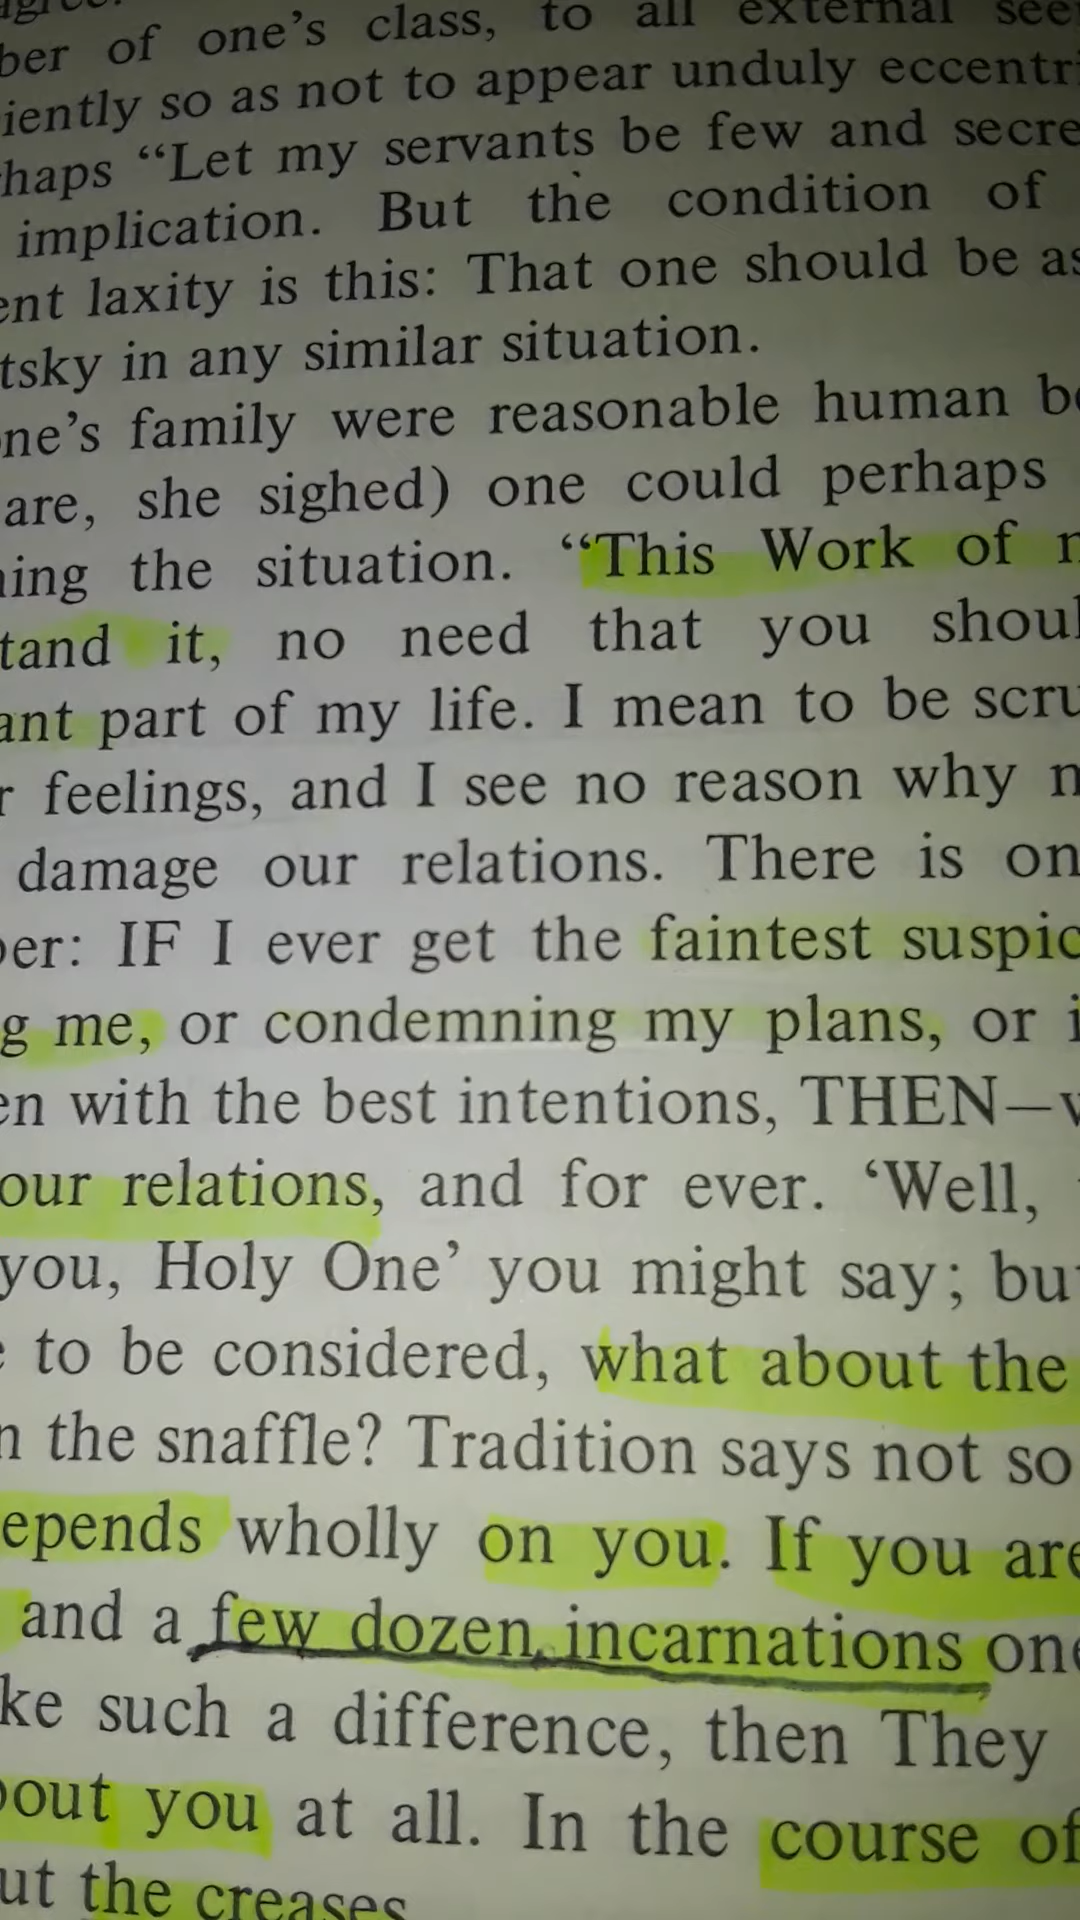 ber of one's class, to all external see
iently so as not to appear unduly eccentri
haps “Let my servants be few and secre
implication. But the condition of
ent laxity is this: That one should be as
tsky in any similar situation.
ne's family were reasonable human be
are, she sighed) one could perhaps
ing the situation. “This Work of m
tand it, no need that you shoul
ant part of my life. I mean to be scru
r feelings, and I see no reason why m
damage our relations. There is on
ber: IF I ever get the faintest suspic
g me, or condemning my plans, or i
en with the best intentions, THEN—w
our relations, and for ever. ‘Well,
you, Holy One’ you might say; but
to be considered, what about the
n the snaffle? Tradition says not so
epends wholly on you. If you are
and a few dozen incarnations one
ke such a difference, then They
bout you at all. In the course of
ut the creases